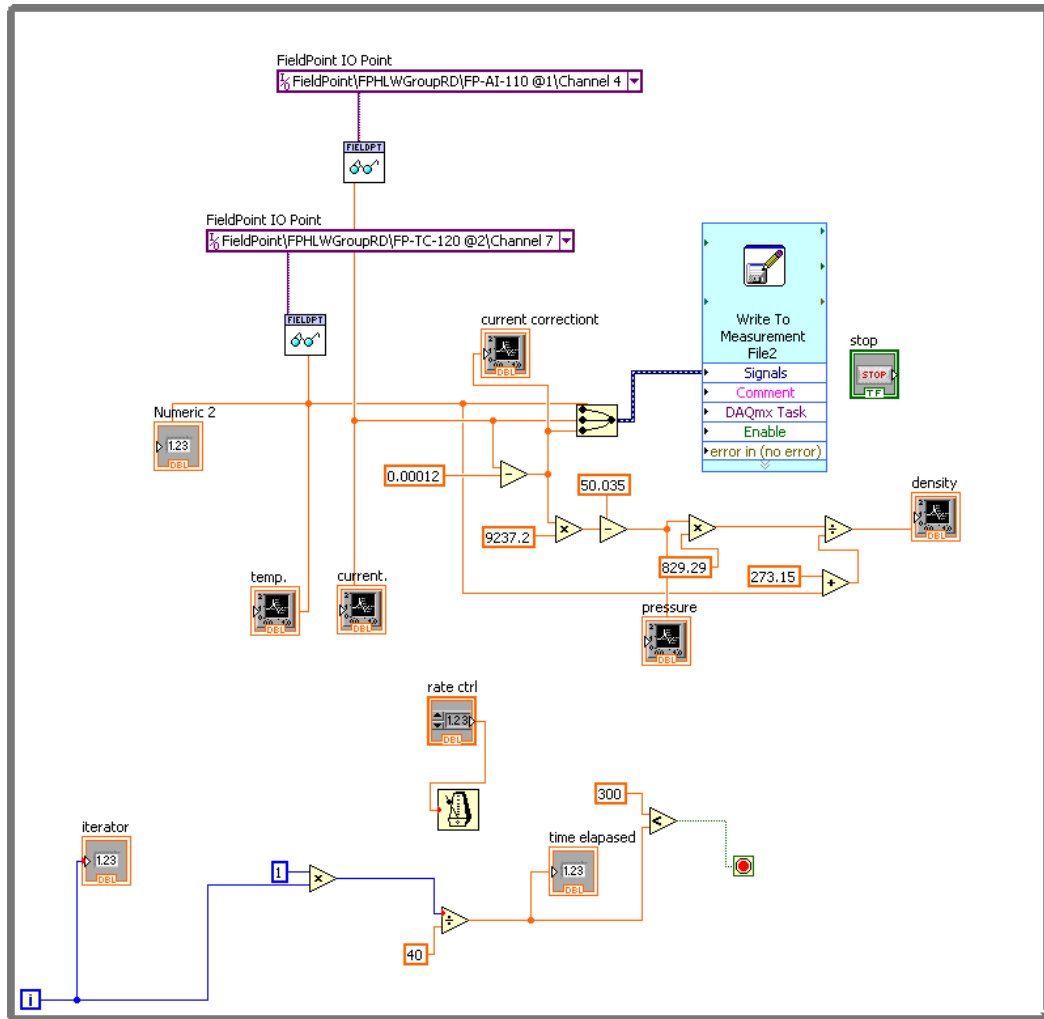 FieldPoint IO Point
I/O FieldPoint\FPHLWGroupRD\FP-AI-110 @1\Channel 4
FIELDPT
FieldPoint IO Point
I/O FieldPoint\FPHLWGroupRD\FP-TC-120 @2\Channel 7
FIELDPT
Write To
Measurement
File2
Signals
Comment
DAQmx Task
Enable
error in (no error)
stop
STOP
TF
current correctiont
DBL
Numeric 2
1.23
DBL
0.00012
50.035
9237.2
829.29
273.15
density
DBL
temp.
DBL
current.
DBL
pressure
DBL
rate ctrl
1.23
DBL
300
iterator
1.23
DBL
time elapased
1.23
DBL
1
40
i